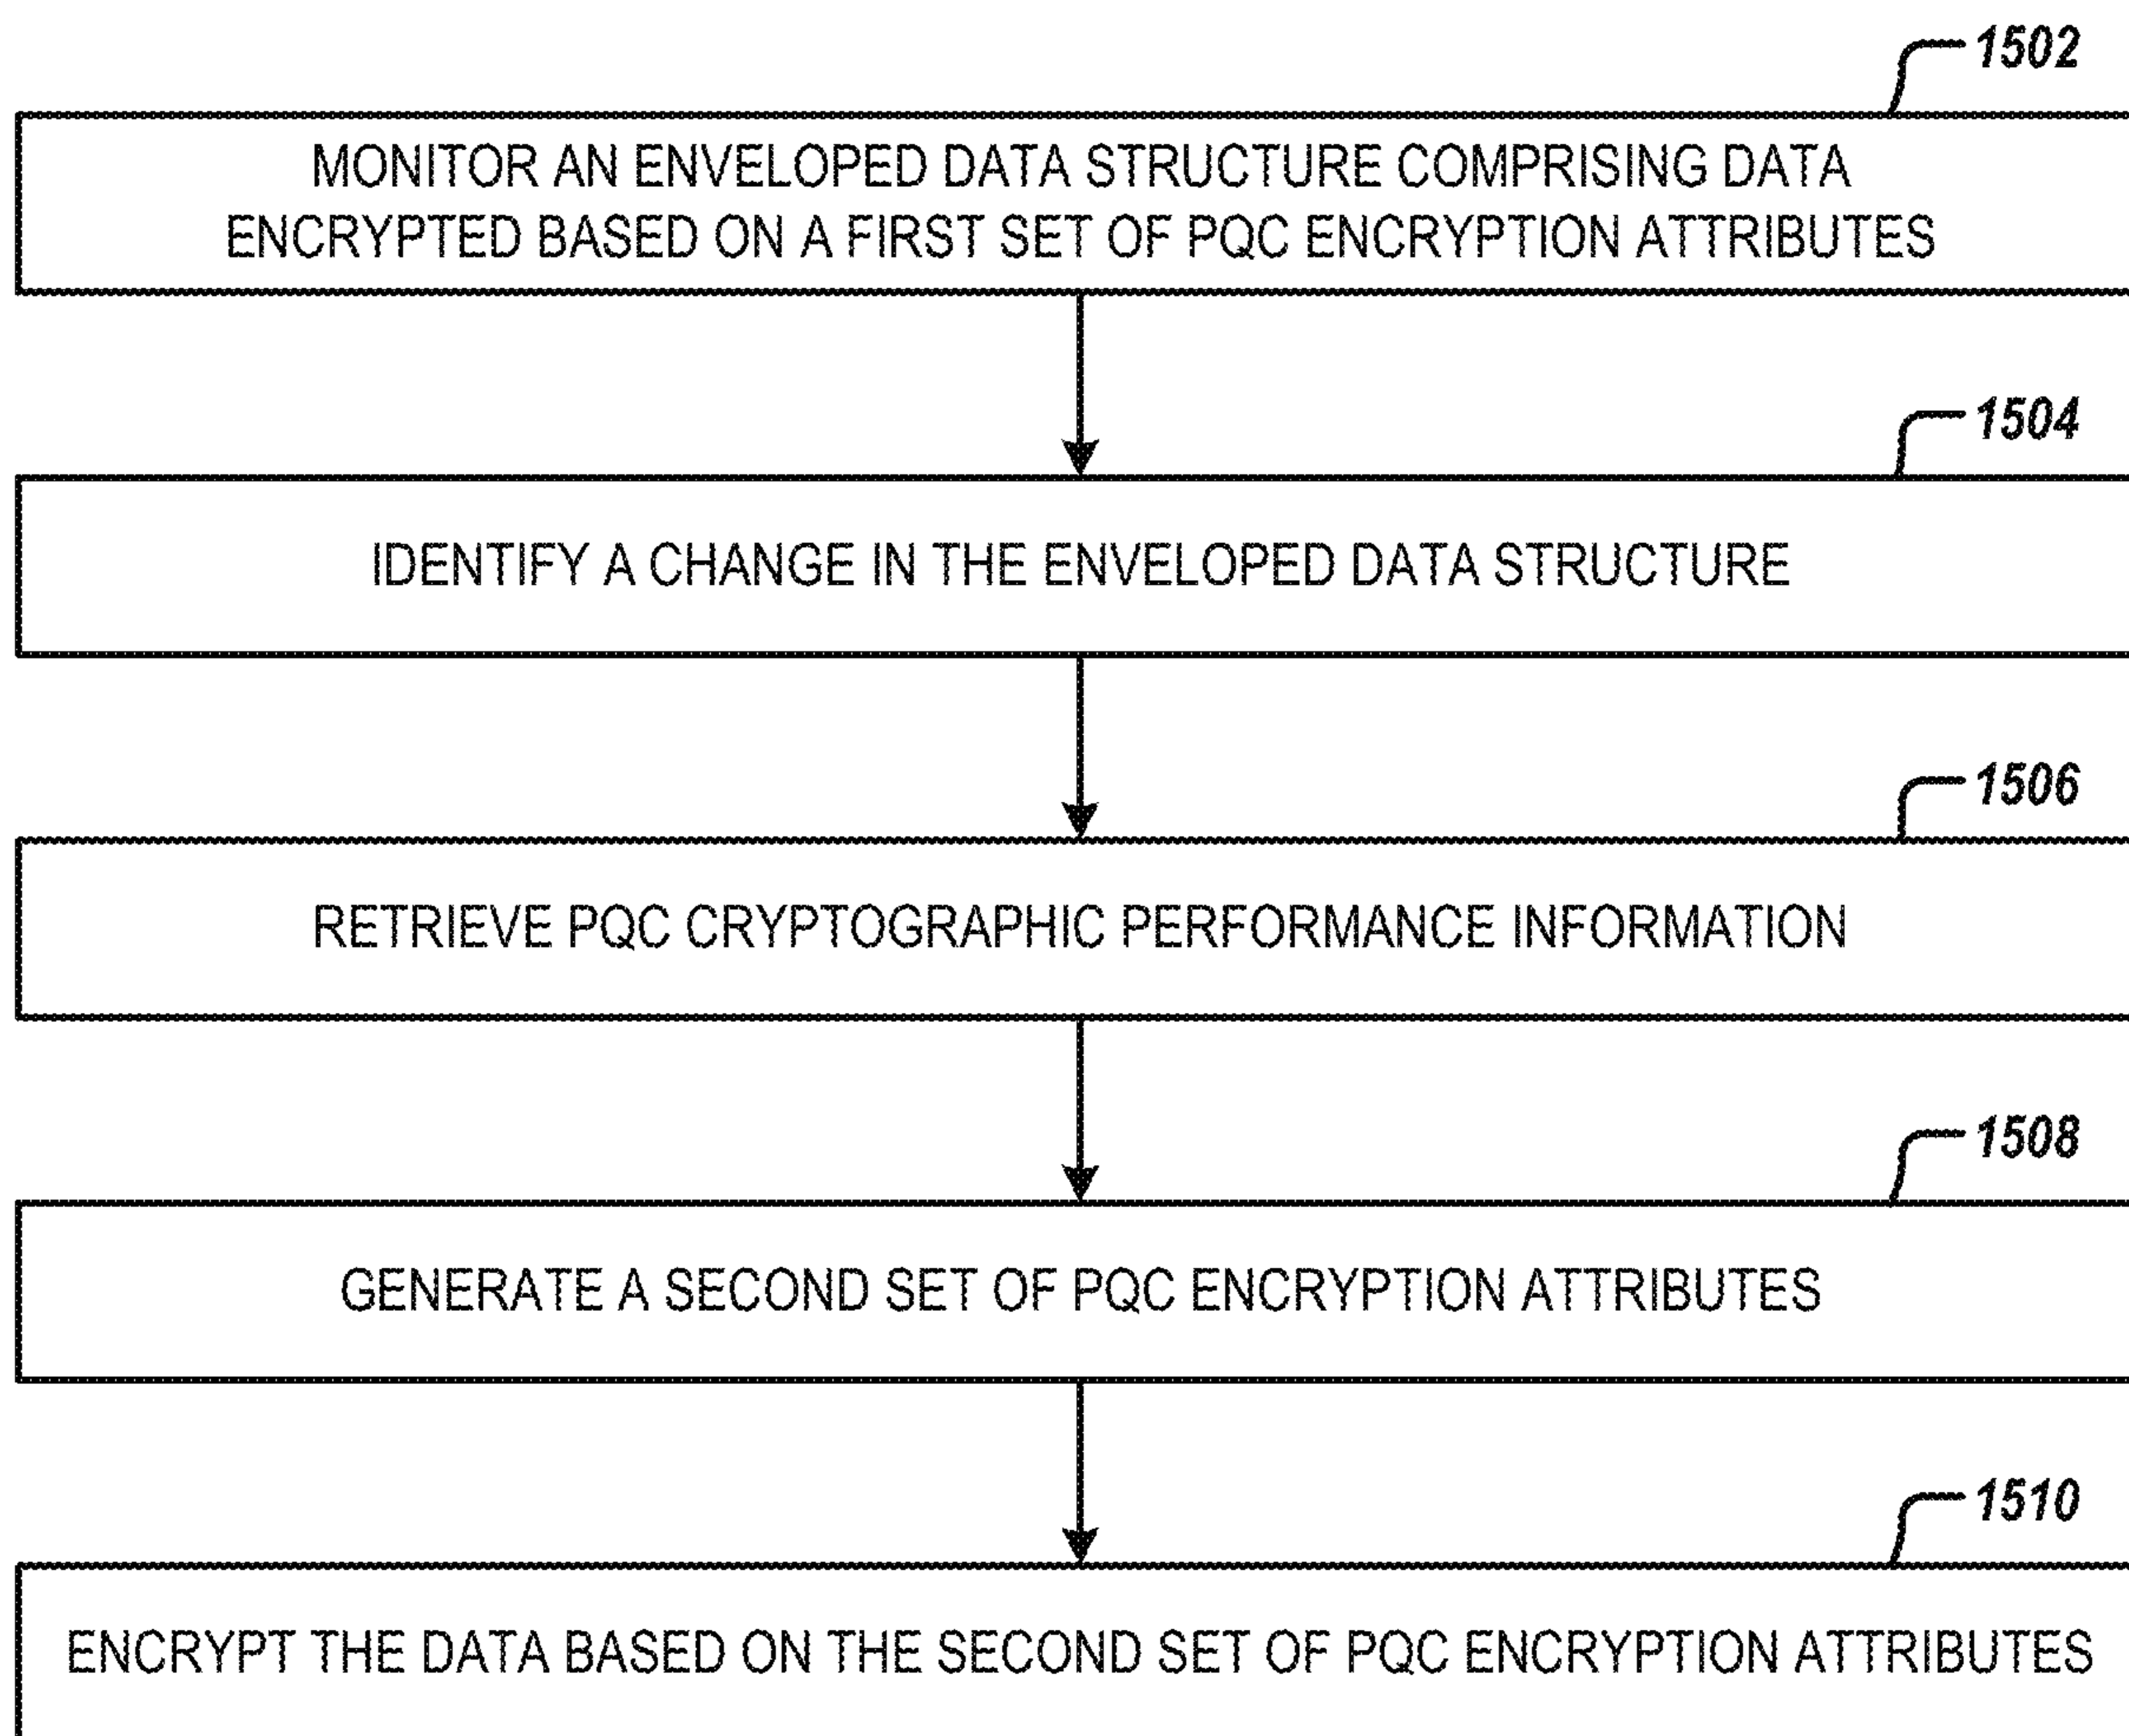 1502
MONITOR AN ENVELOPED DATA STRUCTURE COMPRISING DATA
ENCRYPTED BASED ON A FIRST SET OF PQC ENCRYPTION ATTRIBUTES
1504
IDENTIFY A CHANGE IN THE ENVELOPED DATA STRUCTURE
1506
RETRIEVE PQC CRYPTOGRAPHIC PERFORMANCE INFORMATION
1508
GENERATE A SECOND SET OF PQC ENCRYPTION ATTRIBUTES
1510
ENCRYPT THE DATA BASED ON THE SECOND SET OF PQC ENCRYPTION ATTRIBUTES